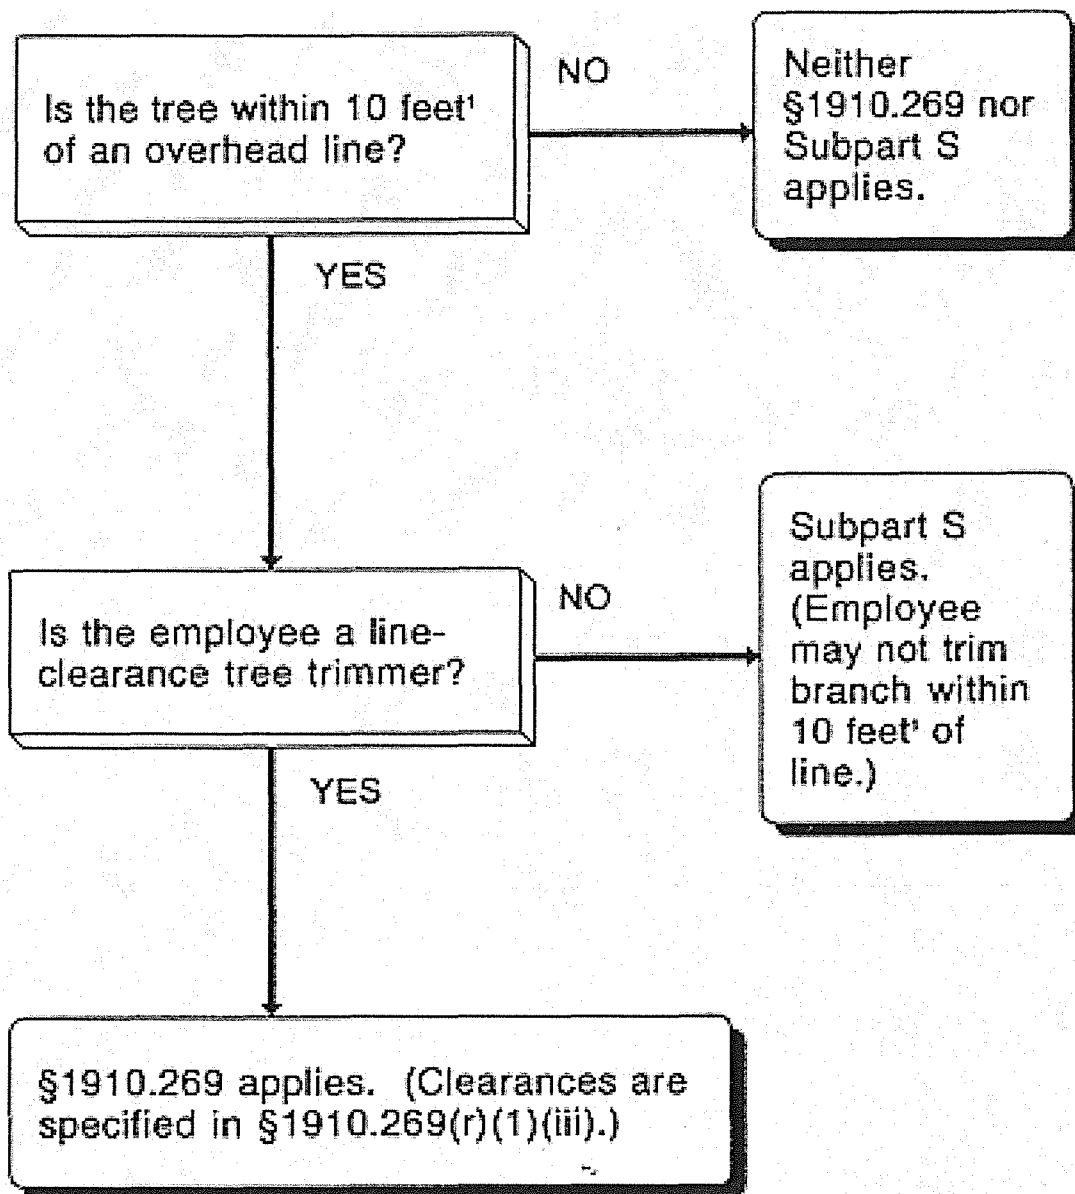 Is the tree within 10 feet¹
of an overhead line?
NO
Neither
§1910.269 nor
Subpart S
applies.
YES
Is the employee a line-
clearance tree trimmer?
NO
Subpart S
applies.
(Employee
may not trim
branch within
10 feet¹ of
line.)
YES
§1910.269 applies. (Clearances are
specified in §1910.269(r)(1)(iii).)